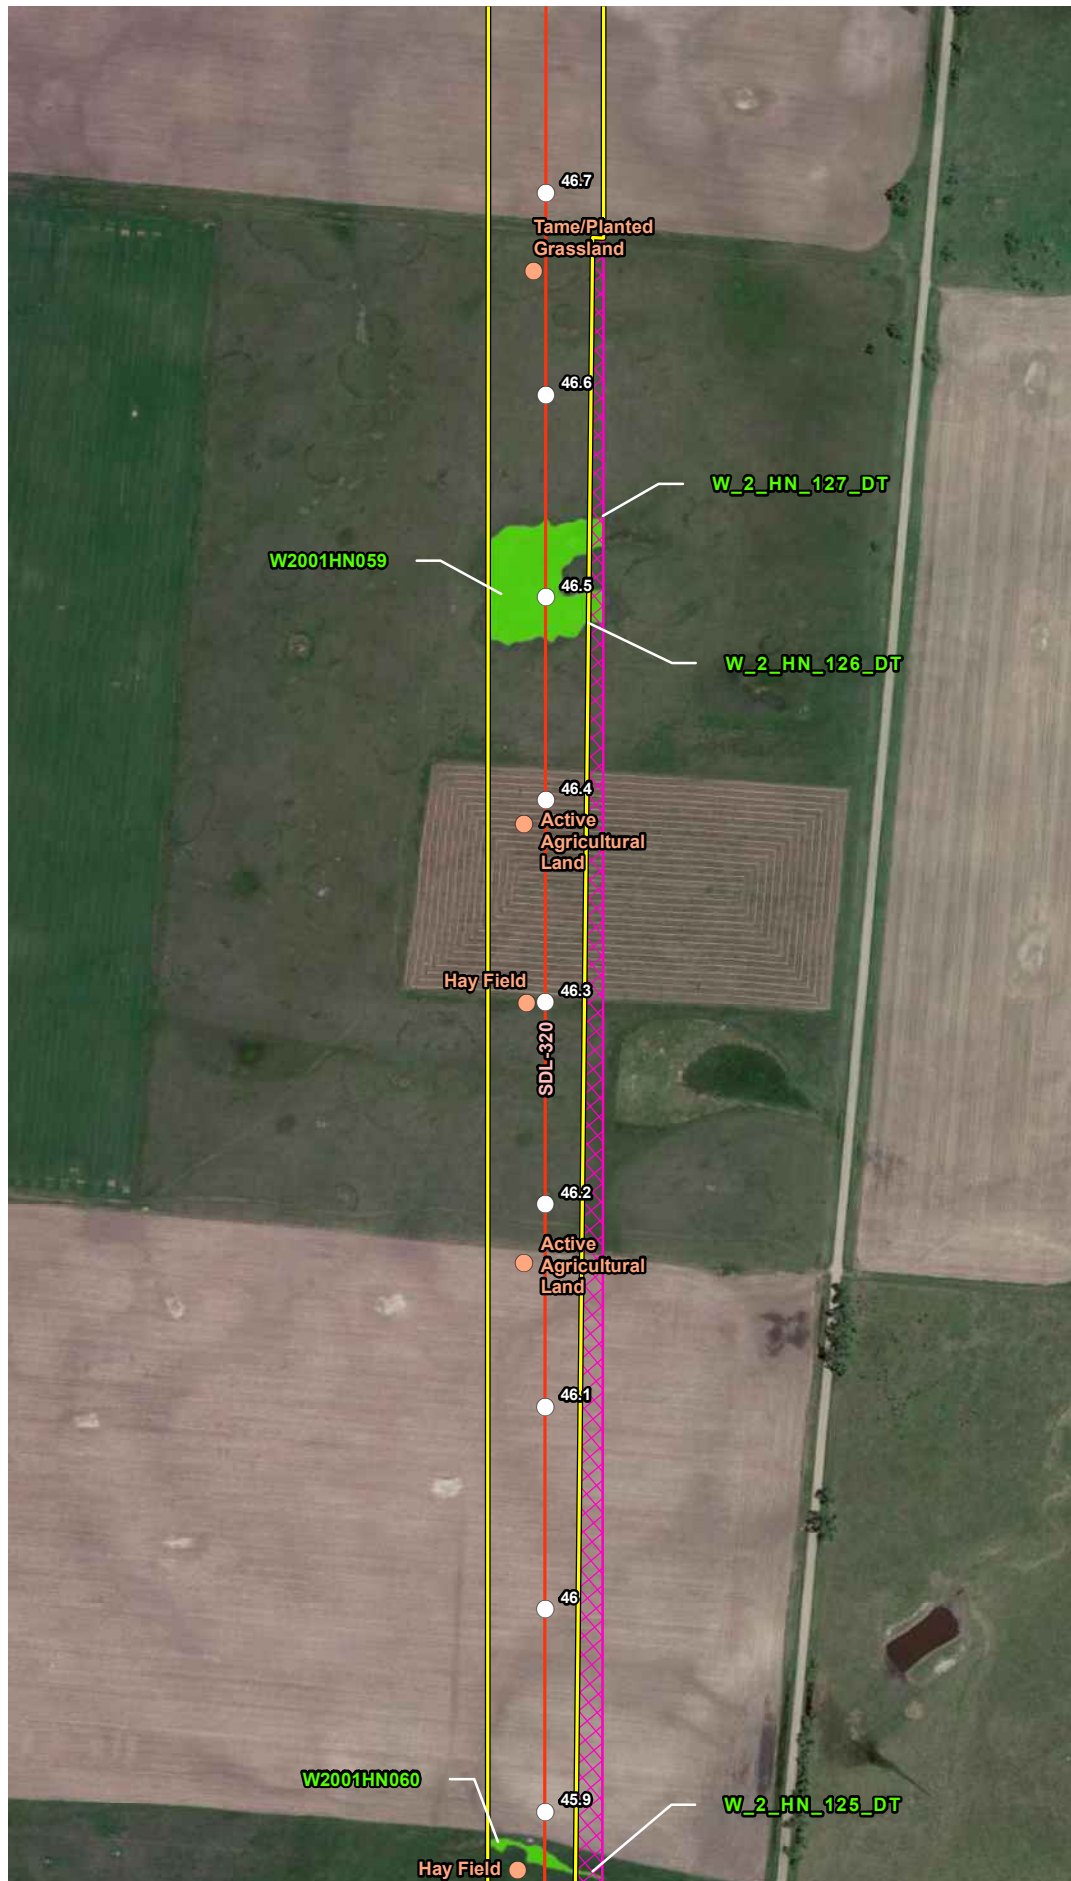 46.7
Tame/Planted
Grassland
46.6
W_2_HN_127_DT
W2001HN059
46.5
W_2_HN_126_DT
46.4
Active
Agricultural
Land
Hay Field
46.3
SDL-320
46.2
Active
Agricultural
Land
46.1
46
W2001HN060
45.9
W_2_HN_125_DT
Hay Field